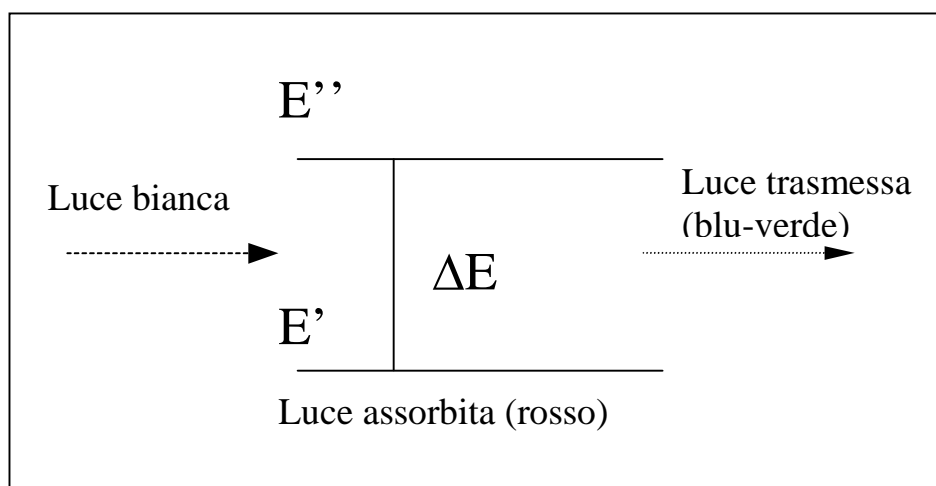 E’’
Luce bianca
Luce trasmessa
(blu-verde)
ΔE
E’
Luce assorbita (rosso)